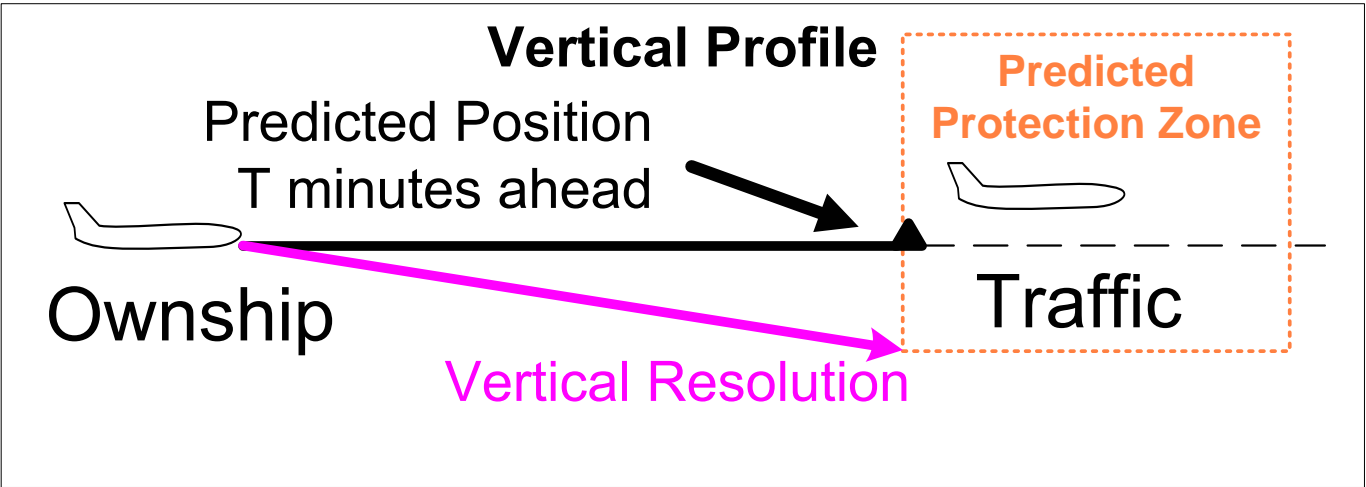 Vertical Profile
Predicted
Protection Zone
Predicted Position
T minutes ahead
Ownship
Traffic
Vertical Resolution